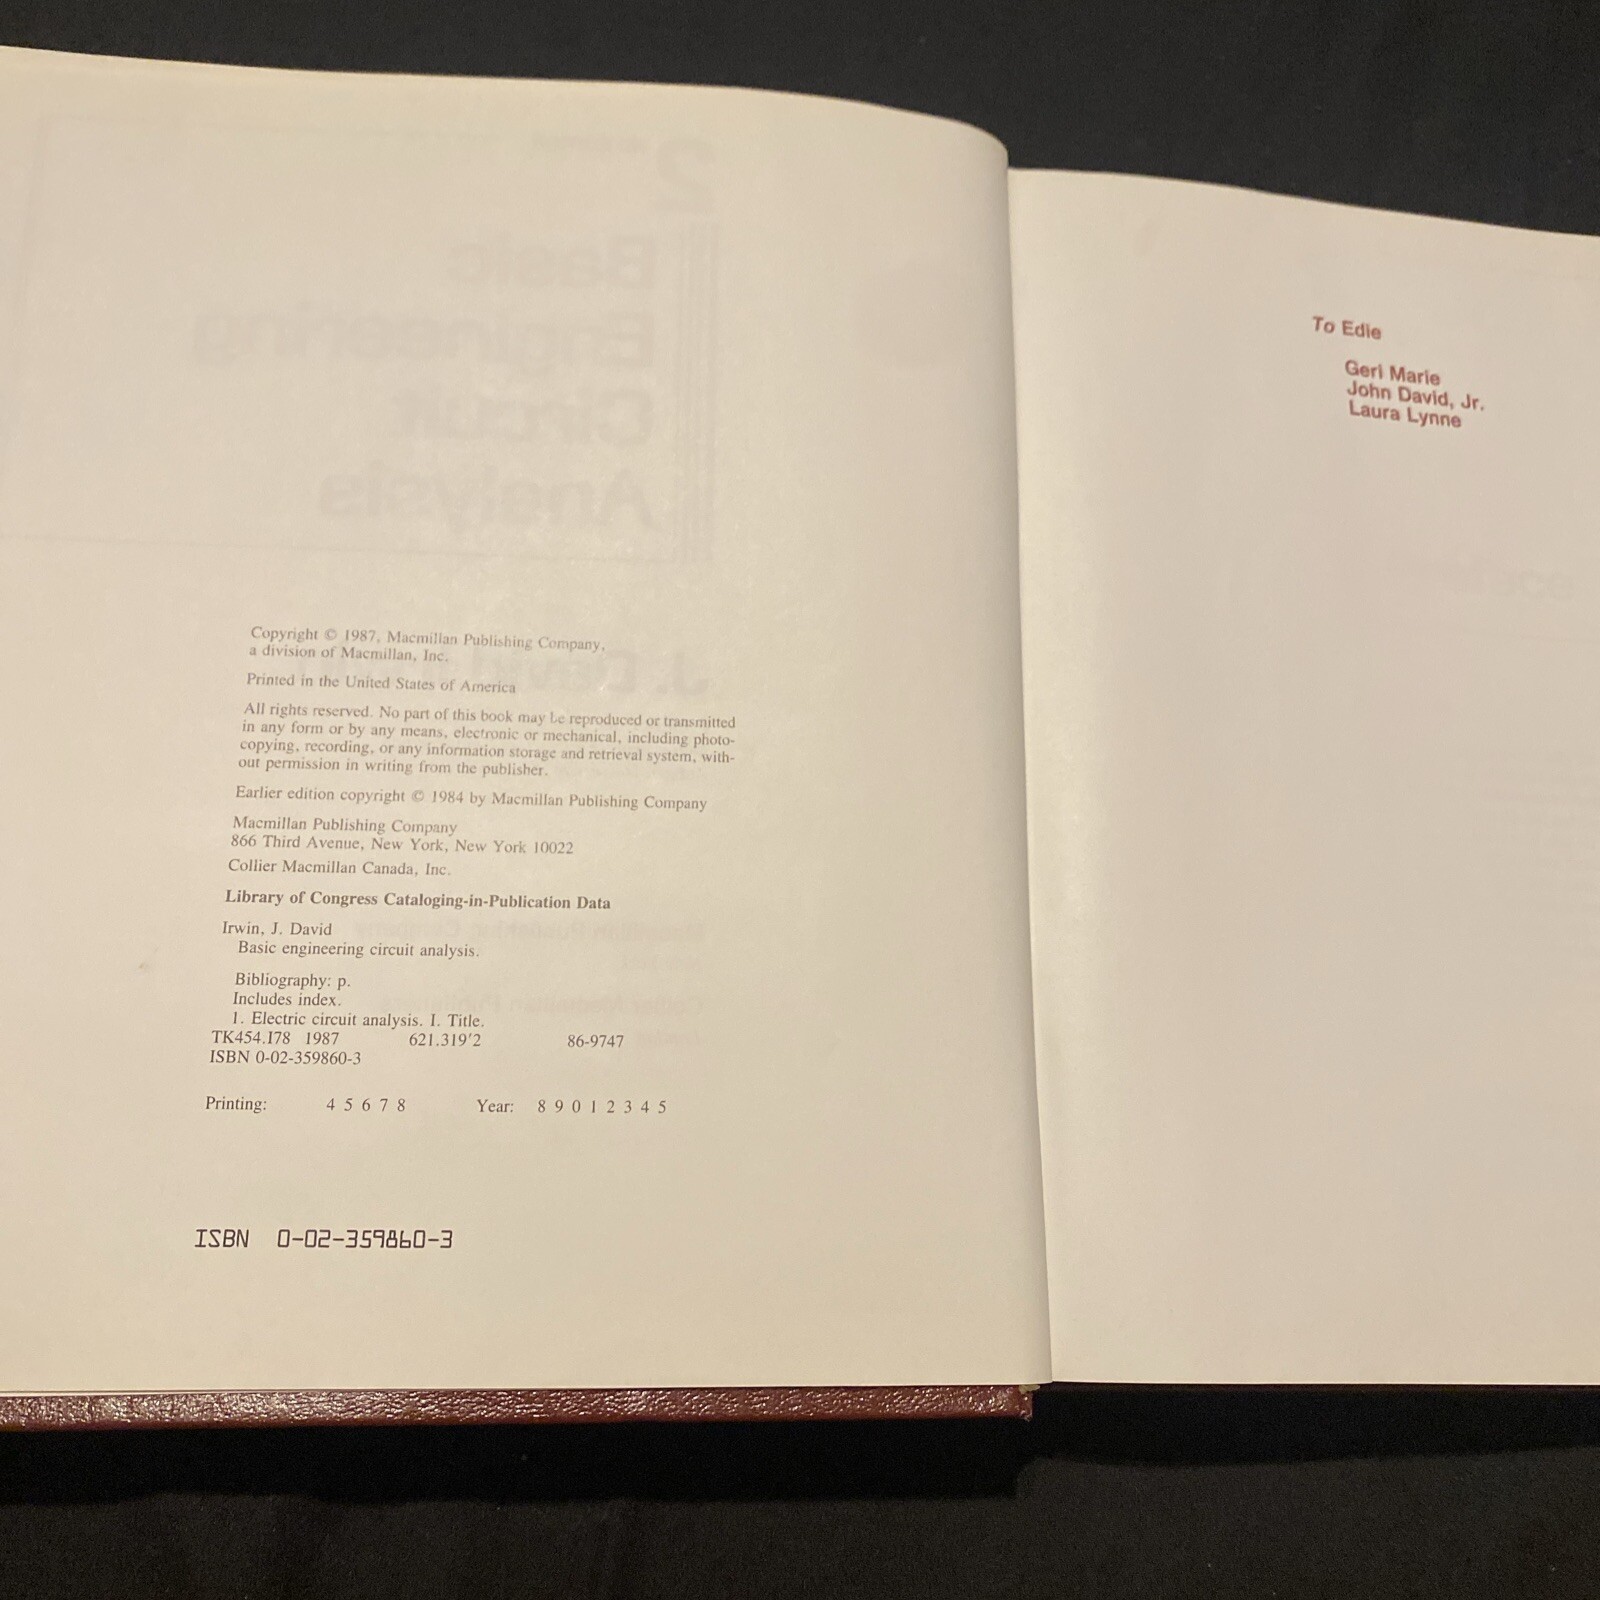 Copyright © 1987, Macmillan Publishing Company,
a division of Macmillan, Inc.
Printed in the United States of America
All rights reserved. No part of this book may be reproduced or transmitted
in any form or by any means, electronic or mechanical, including photo-
copying, recording, or any information storage and retrieval system, with-
out permission in writing from the publisher.
Earlier edition copyright © 1984 by Macmillan Publishing Company
Macmillan Publishing Company
866 Third Avenue, New York, New York 10022
Collier Macmillan Canada, Inc.
Library of Congress Cataloging-in-Publication Data
Irwin, J. David
Basic engineering circuit analysis.
Bibliography: p.
Includes index.
1. Electric circuit analysis. I. Title.
TK454.I78 1987 621.319′2 86-9747
ISBN 0-02-359860-3
Printing: 4 5 6 7 8 Year: 8 9 0 1 2 3 4 5
ISBN 0-02-359860-3
To Edie
Geri Marie
John David, Jr.
Laura Lynne